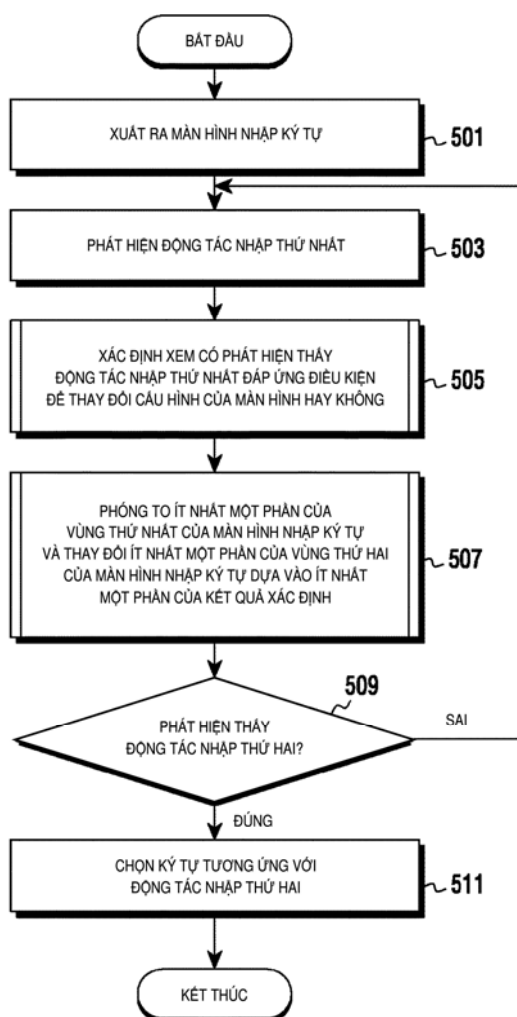 BẮT ĐẦU
XUẤT RA MÀN HÌNH NHẬP KÝ TỰ
501
PHÁT HIỆN ĐỘNG TÁC NHẬP THỨ NHẤT
503
XÁC ĐỊNH XEM CÓ PHÁT HIỆN THẤY
ĐỘNG TÁC NHẬP THỨ NHẤT ĐÁP ỨNG ĐIỀU KIỆN
ĐỂ THAY ĐỔI CẤU HÌNH CỦA MÀN HÌNH HAY KHÔNG
505
PHÓNG TO ÍT NHẤT MỘT PHẦN CỦA
VÙNG THỨ NHẤT CỦA MÀN HÌNH NHẬP KÝ TỰ
VÀ THAY ĐỔI ÍT NHẤT MỘT PHẦN CỦA VÙNG THỨ HAI
CỦA MÀN HÌNH NHẬP KÝ TỰ DỰA VÀO ÍT NHẤT
MỘT PHẦN CỦA KẾT QUẢ XÁC ĐỊNH
507
509
PHÁT HIỆN THẤY
ĐỘNG TÁC NHẬP THỨ HAI?
SAI
ĐÚNG
CHỌN KÝ TỰ TƯƠNG ỨNG VỚI
ĐỘNG TÁC NHẬP THỨ HAI
511
KẾT THÚC